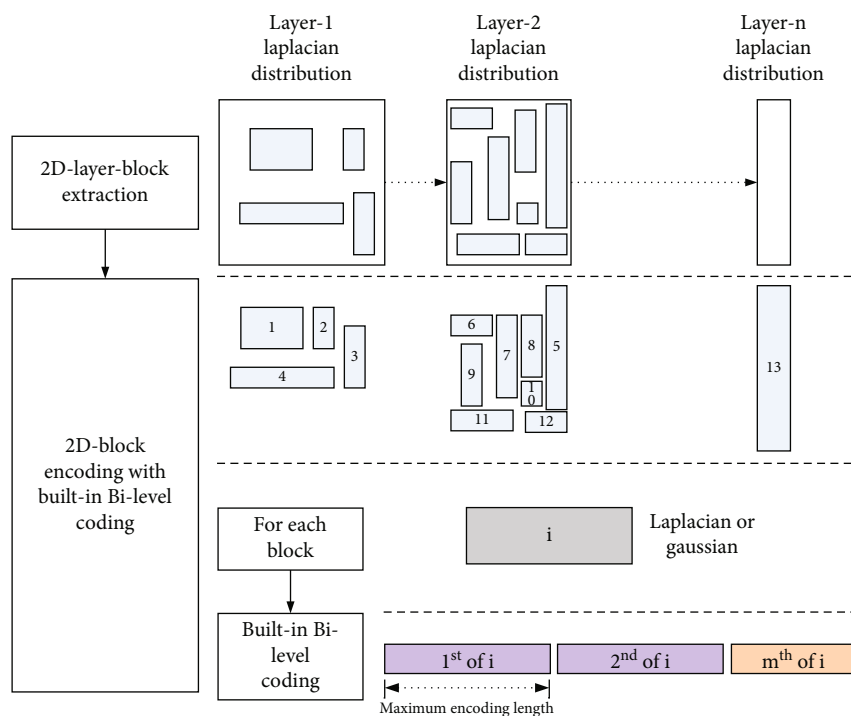 Layer-1
laplacian
distribution
Layer-2
laplacian
distribution
Layer-n
laplacian
distribution
2D-layer-block
extraction
1
2
3
4
6
7
8
5
9
10
11
12
13
2D-block
encoding with
built-in Bi-level
coding
For each
block
i
Laplacian or
gaussian
Built-in Bi-
level
coding
1st of i
2nd of i
mth of i
Maximum encoding length